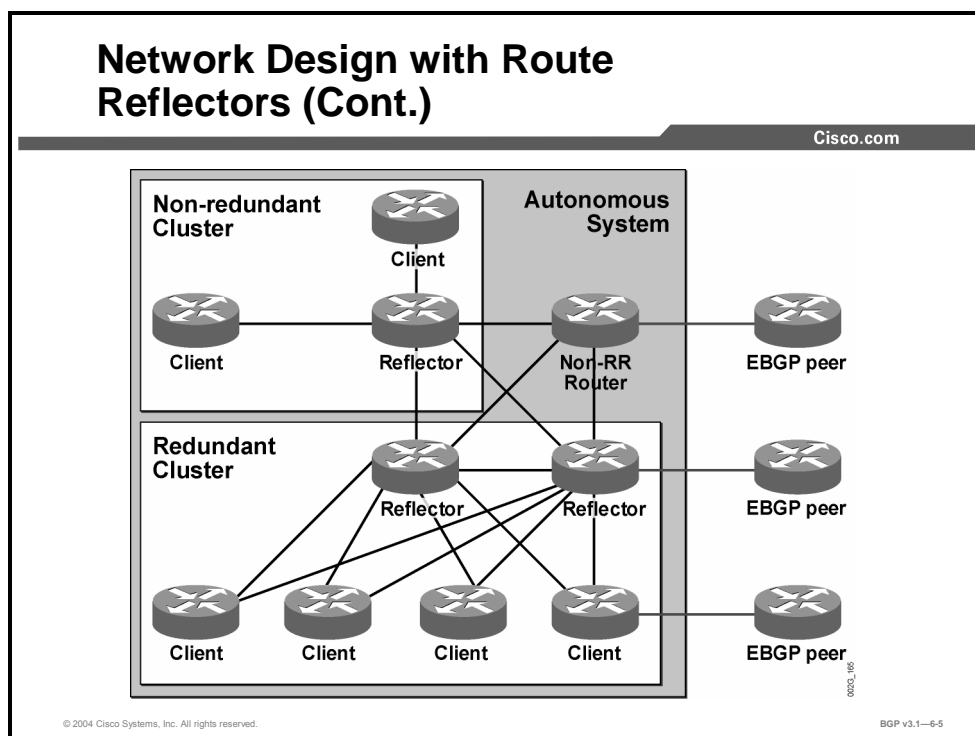 Network Design with Route
Reflectors (Cont.)
Cisco.com
Non-redundant
Cluster
Autonomous
System
Client
Client
Reflector
Non-RR
Router
EBGP peer
Redundant
Cluster
Reflector
Reflector
EBGP peer
Client
Client
Client
Client
EBGP peer
002G_165
© 2004 Cisco Systems, Inc. All rights reserved.
BGP v3.1—6-5